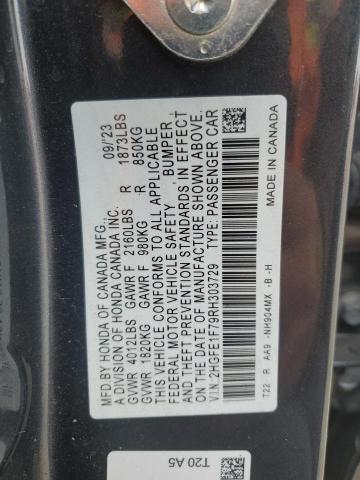 MFD.BY HONDA OF CANADA MFG., 09/'23
A DIVISION OF HONDA CANADA INC.
GVWR 4012LBS GAWR F 2160LBS R 1873LBS
GVWR 1820KG GAWR F 980KG R 850KG
THIS VEHICLE CONFORMS TO ALL APPLICABLE
FEDERAL MOTOR VEHICLE SAFETY , BUMPER ,
AND THEFT PREVENTION STANDARDS IN EFFECT
ON THE DATE OF MANUFACTURE SHOWN ABOVE.
V.I.N:2HGFE1F79RH303729 TYPE: PASSENGER CAR
T22 R AA9 -NH904MX -B -H MADE IN CANADA
T20 A5